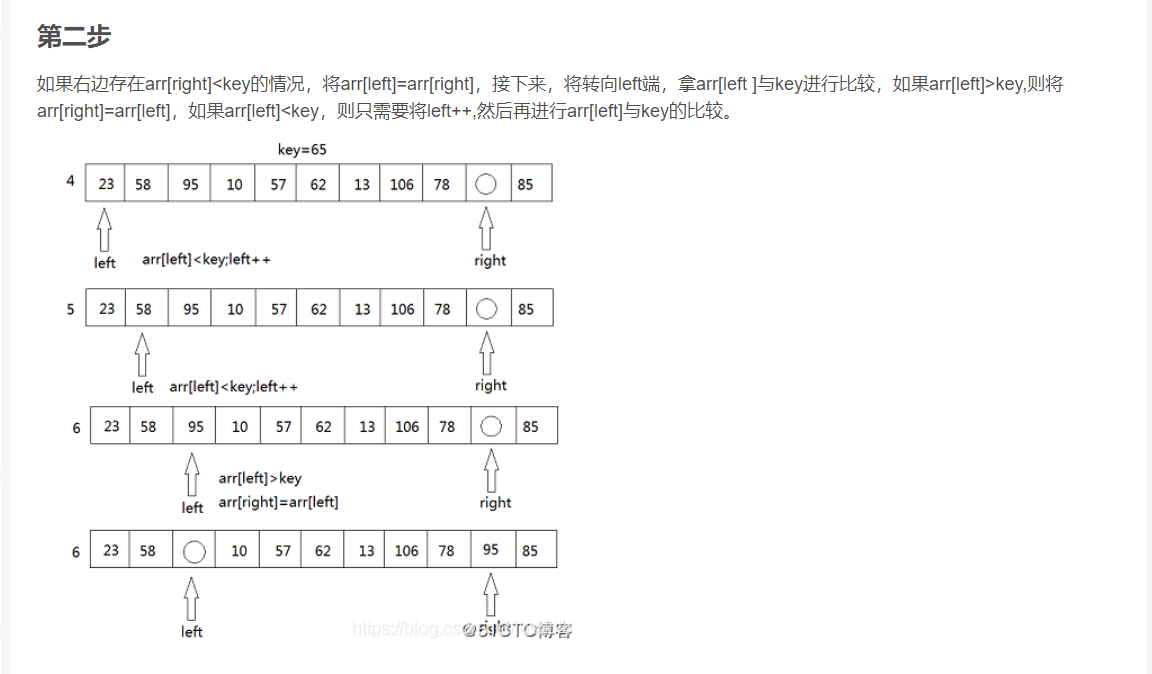 第二步
如果右边存在arr[right]<key的情况，将arr[left]=arr[right]，接下来，将转向left端，拿arr[left ]与key进行比较，如果arr[left]>key,则将
arr[right]=arr[left]，如果arr[left]<key，则只需要将left++,然后再进行arr[left]与key的比较。
key=65
4 23 58 95 10 57 62 13 106 78 85
left arr[left]<key;left++ right
5 23 58 95 10 57 62 13 106 78 85
left arr[left]<key;left++ right
6 23 58 95 10 57 62 13 106 78 85
arr[left]>key
left arr[right]=arr[left] right
6 23 58 10 57 62 13 106 78 95 85
left
https://blog.cs @51CTO博客